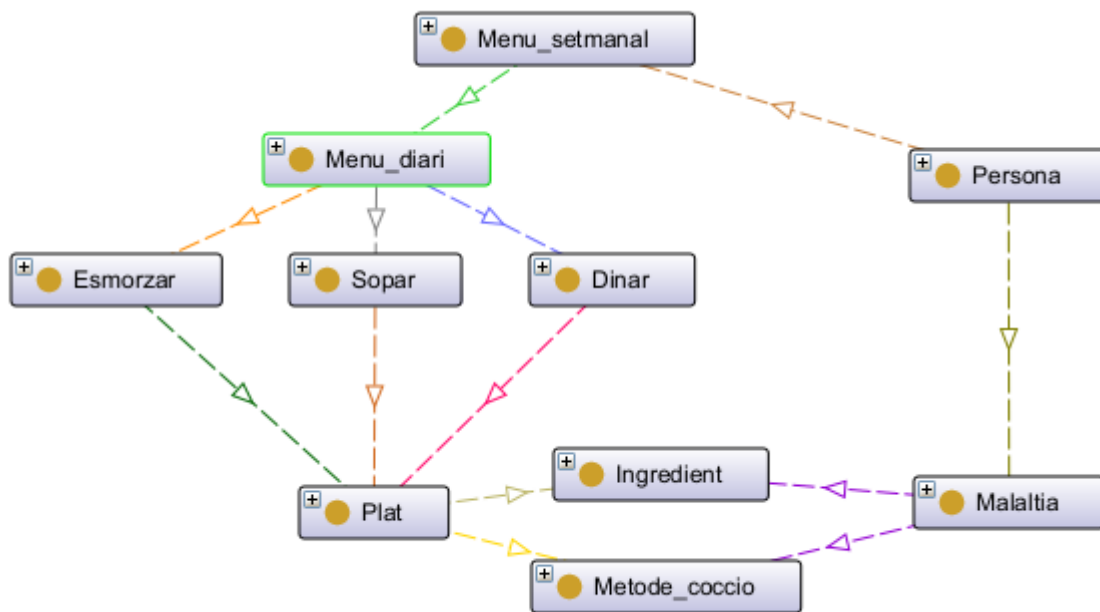 Menu_setmanal
Menu_diari
Persona
Esmorzar
Sopar
Dinar
Ingredient
Plat
Malaltia
Metode_coccio